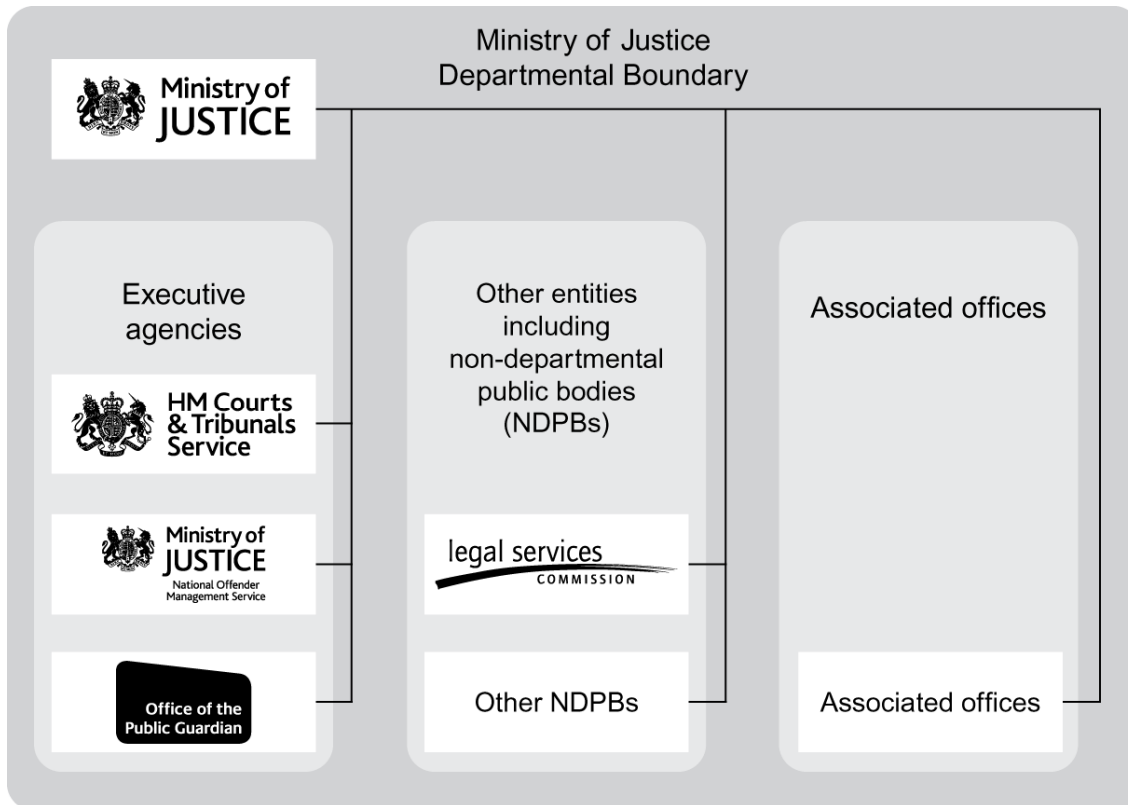 Ministry of Justice
Departmental Boundary
Ministry of
JUSTICE
Executive
agencies
HM Courts
& Tribunals
Service
Ministry of
JUSTICE
National Offender
Management Service
Office of the
Public Guardian
Other entities
including
non-departmental
public bodies
(NDPBs)
legal services
COMMISSION
Other NDPBs
Associated offices
Associated offices